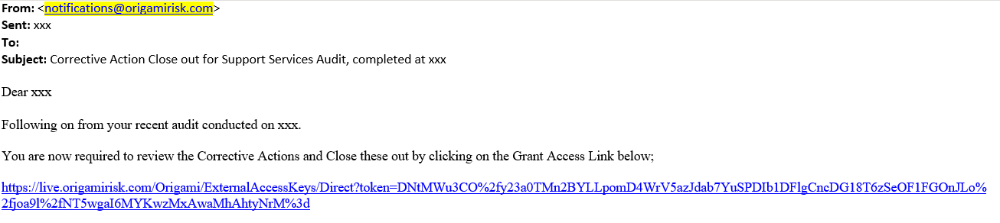 From: <notifications@origamirisk.com>
Sent: xxx
To:
Subject: Corrective Action Close out for Support Services Audit, completed at xxx
Dear xxx
Following on from your recent audit conducted on xxx.
You are now required to review the Corrective Actions and Close these out by clicking on the Grant Access Link below;
https://live.origamirisk.com/Origami/ExternalAccessKeys/Direct?token=DNtMWu3CO%2fy23a0TMn2BYLLpomD4WrV5azJdab7YuSPDIb1DFlgCncDG18T6zSeOF1FGOnJLo%
2fjoa9l%2fNT5wgaI6MYKwzMxAwaMhAhtyNrM%3d